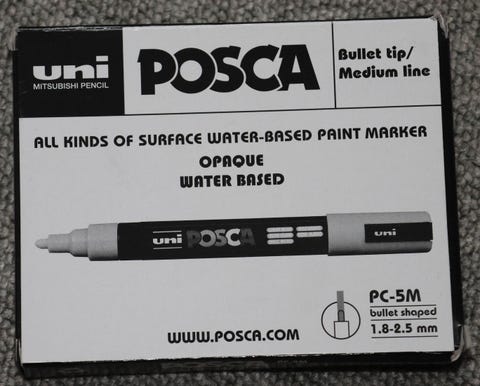 uni
MITSUBISHI PENCIL
POSCA
Bullet tip/
Medium line
ALL KINDS OF SURFACE WATER-BASED PAINT MARKER
OPAQUE
WATER BASED
uni POSCA
uni
PC-5M
bullet shaped
1.8-2.5 mm
WWW.POSCA.COM